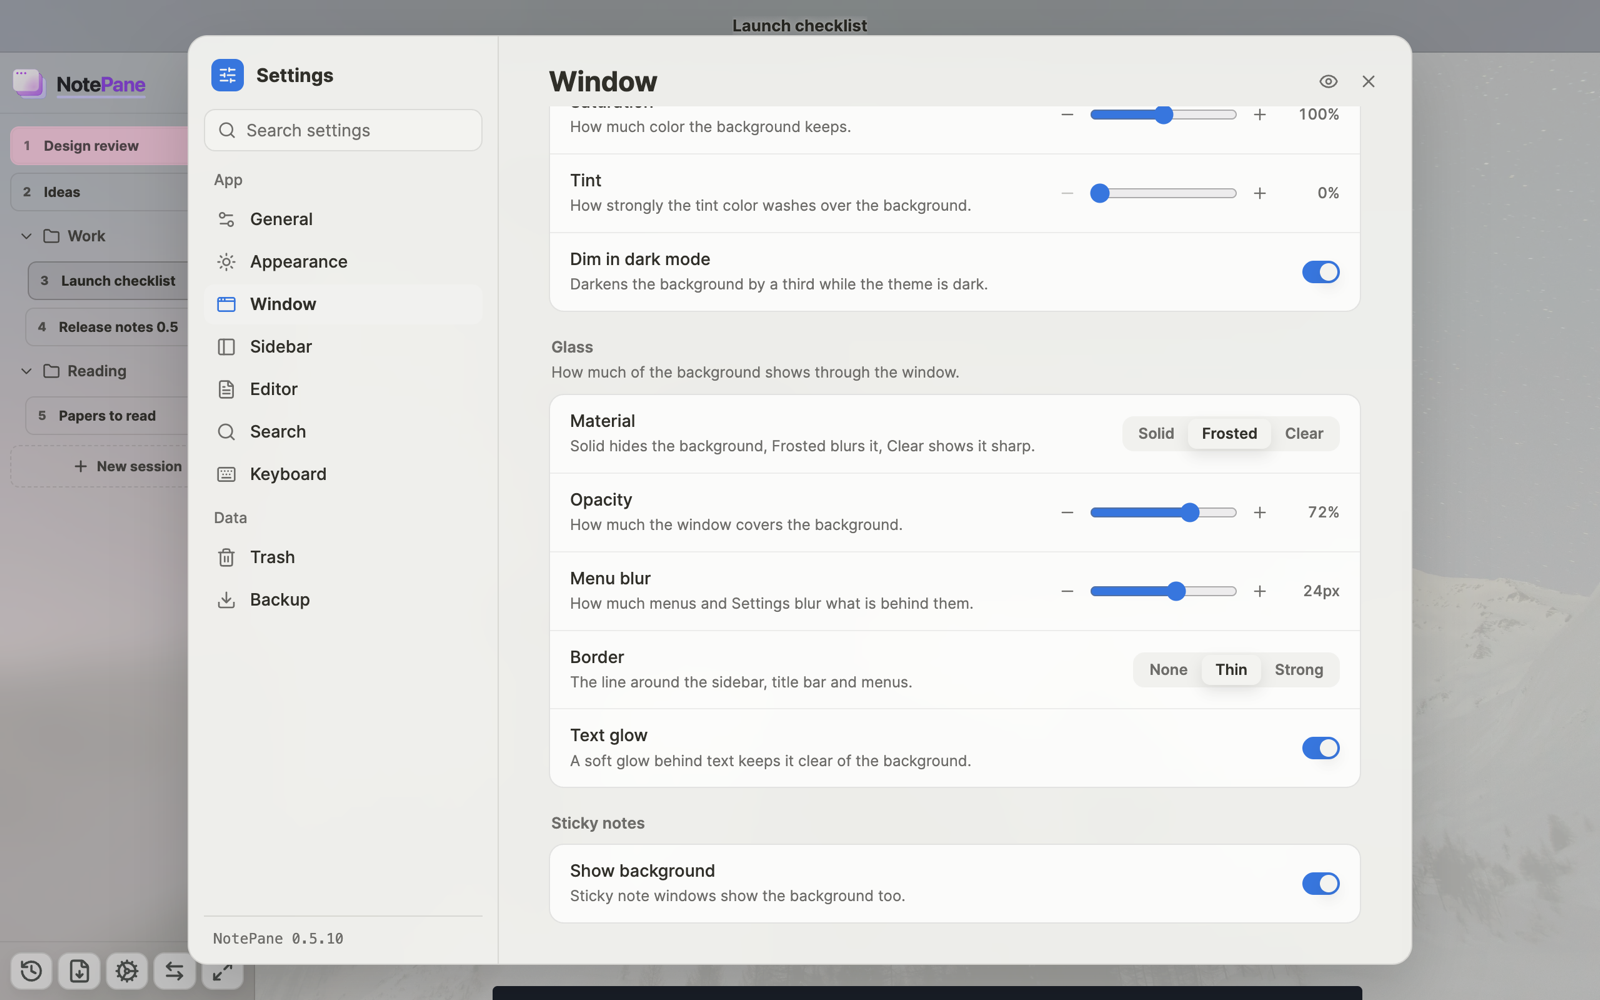 Launch checklist
NotePane
1 Design review
2 Ideas
Work
3 Launch checklist
4 Release notes 0.5
Reading
5 Papers to read
New session
Settings
Search settings
App
General
Appearance
Window
Sidebar
Editor
Search
Keyboard
Data
Trash
Backup
NotePane 0.5.10
Window
Saturation
How much color the background keeps.
100%
Tint
How strongly the tint color washes over the background.
0%
Dim in dark mode
Darkens the background by a third while the theme is dark.
Glass
How much of the background shows through the window.
Material
Solid hides the background, Frosted blurs it, Clear shows it sharp.
Solid Frosted Clear
Opacity
How much the window covers the background.
72%
Menu blur
How much menus and Settings blur what is behind them.
24px
Border
The line around the sidebar, title bar and menus.
None Thin Strong
Text glow
A soft glow behind text keeps it clear of the background.
Sticky notes
Show background
Sticky note windows show the background too.